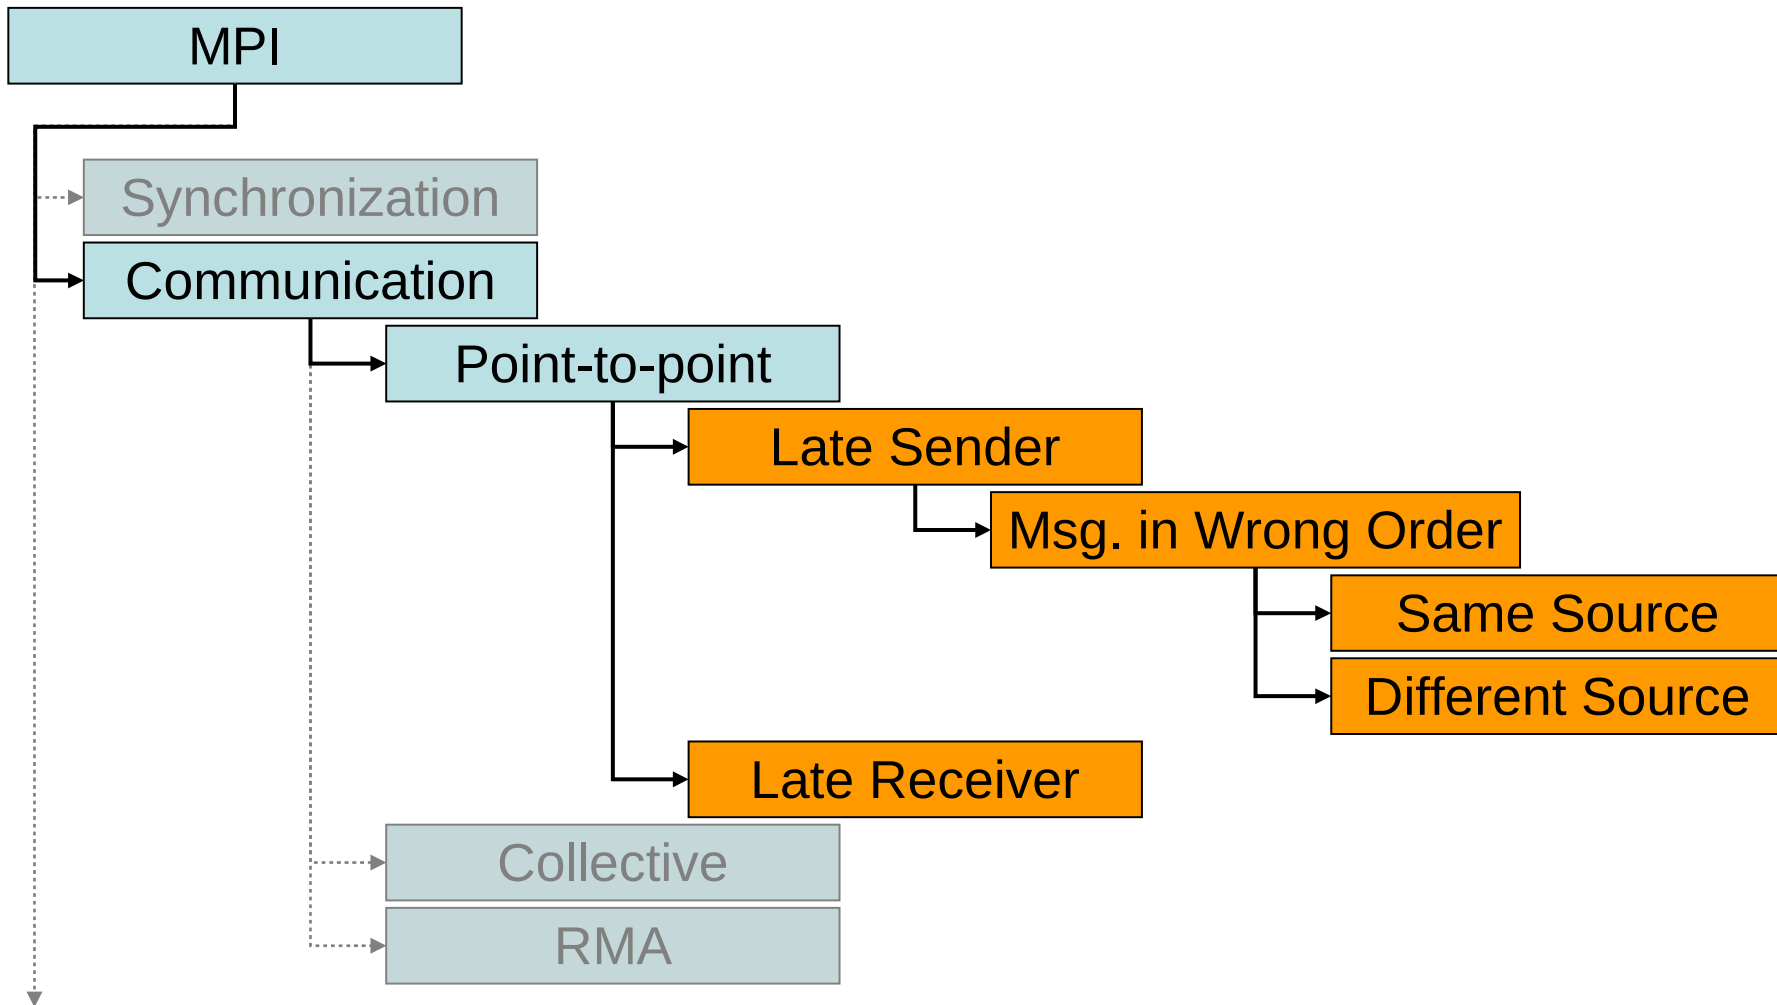 MPI
Synchronization
Communication
Point-to-point
Late Sender
Msg. in Wrong Order
Same Source
Different Source
Late Receiver
Collective
RMA